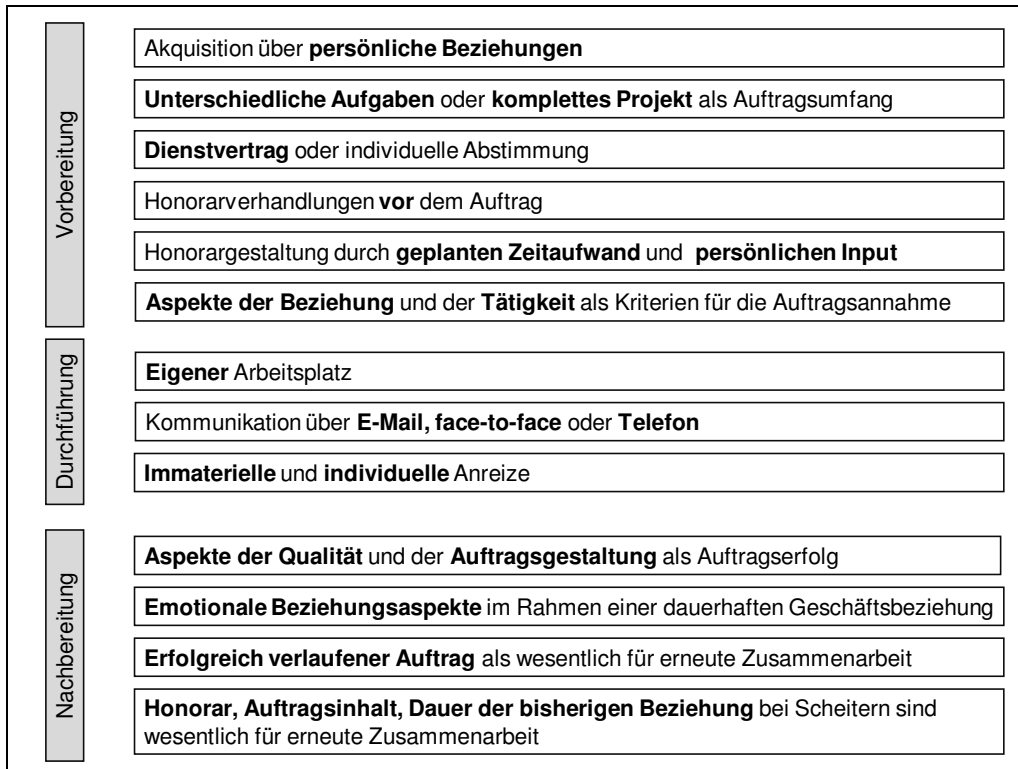 Vorbereitung
Akquisition über persönliche Beziehungen
Unterschiedliche Aufgaben oder komplettes Projekt als Auftragsumfang
Dienstvertrag oder individuelle Abstimmung
Honorarverhandlungen vor dem Auftrag
Honorargestaltung durch geplanten Zeitaufwand und persönlichen Input
Aspekte der Beziehung und der Tätigkeit als Kriterien für die Auftragsannahme
Durchführung
Eigener Arbeitsplatz
Kommunikation über E-Mail, face-to-face oder Telefon
Immaterielle und individuelle Anreize
Nachbereitung
Aspekte der Qualität und der Auftragsgestaltung als Auftragserfolg
Emotionale Beziehungsaspekte im Rahmen einer dauerhaften Geschäftsbeziehung
Erfolgreich verlaufener Auftrag als wesentlich für erneute Zusammenarbeit
Honorar, Auftragsinhalt, Dauer der bisherigen Beziehung bei Scheitern sind
wesentlich für erneute Zusammenarbeit